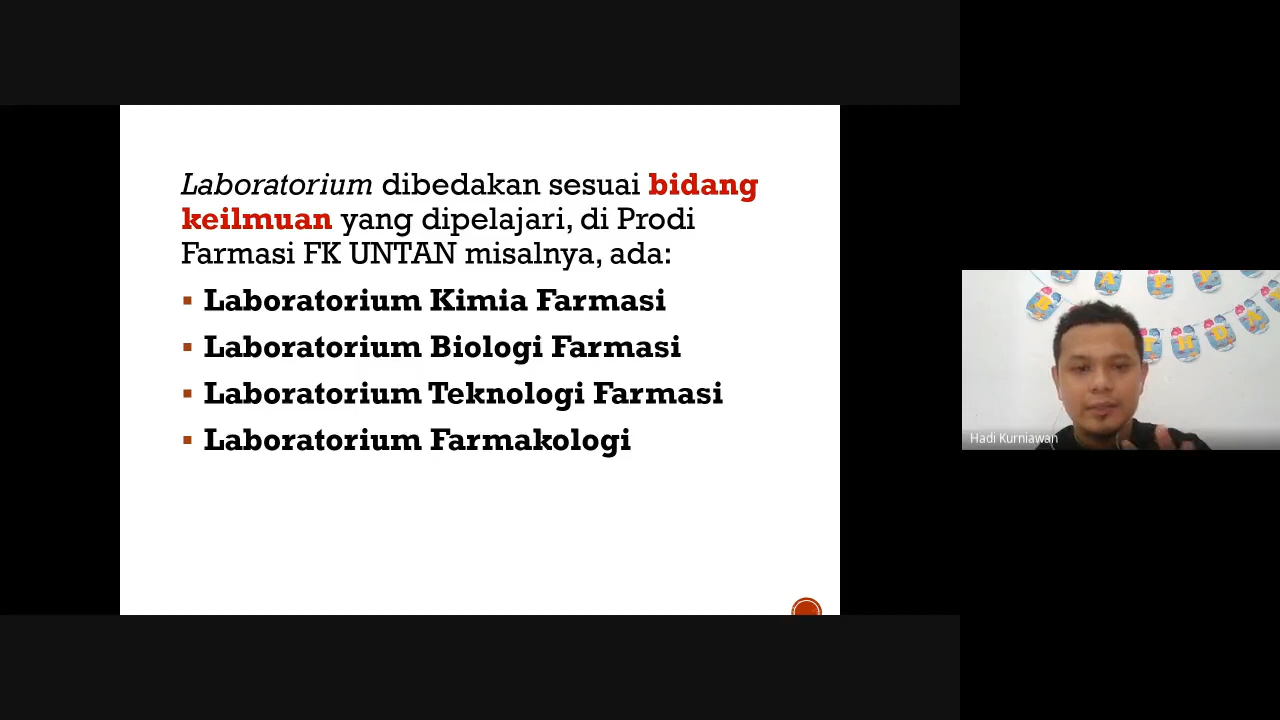 Laboratorium dibedakan sesuai bidang
keilmuan yang dipelajari, di Prodi
Farmasi FK UNTAN misalnya, ada:
▪ Laboratorium Kimia Farmasi
▪ Laboratorium Biologi Farmasi
▪ Laboratorium Teknologi Farmasi
▪ Laboratorium Farmakologi
Hadi Kurniawan